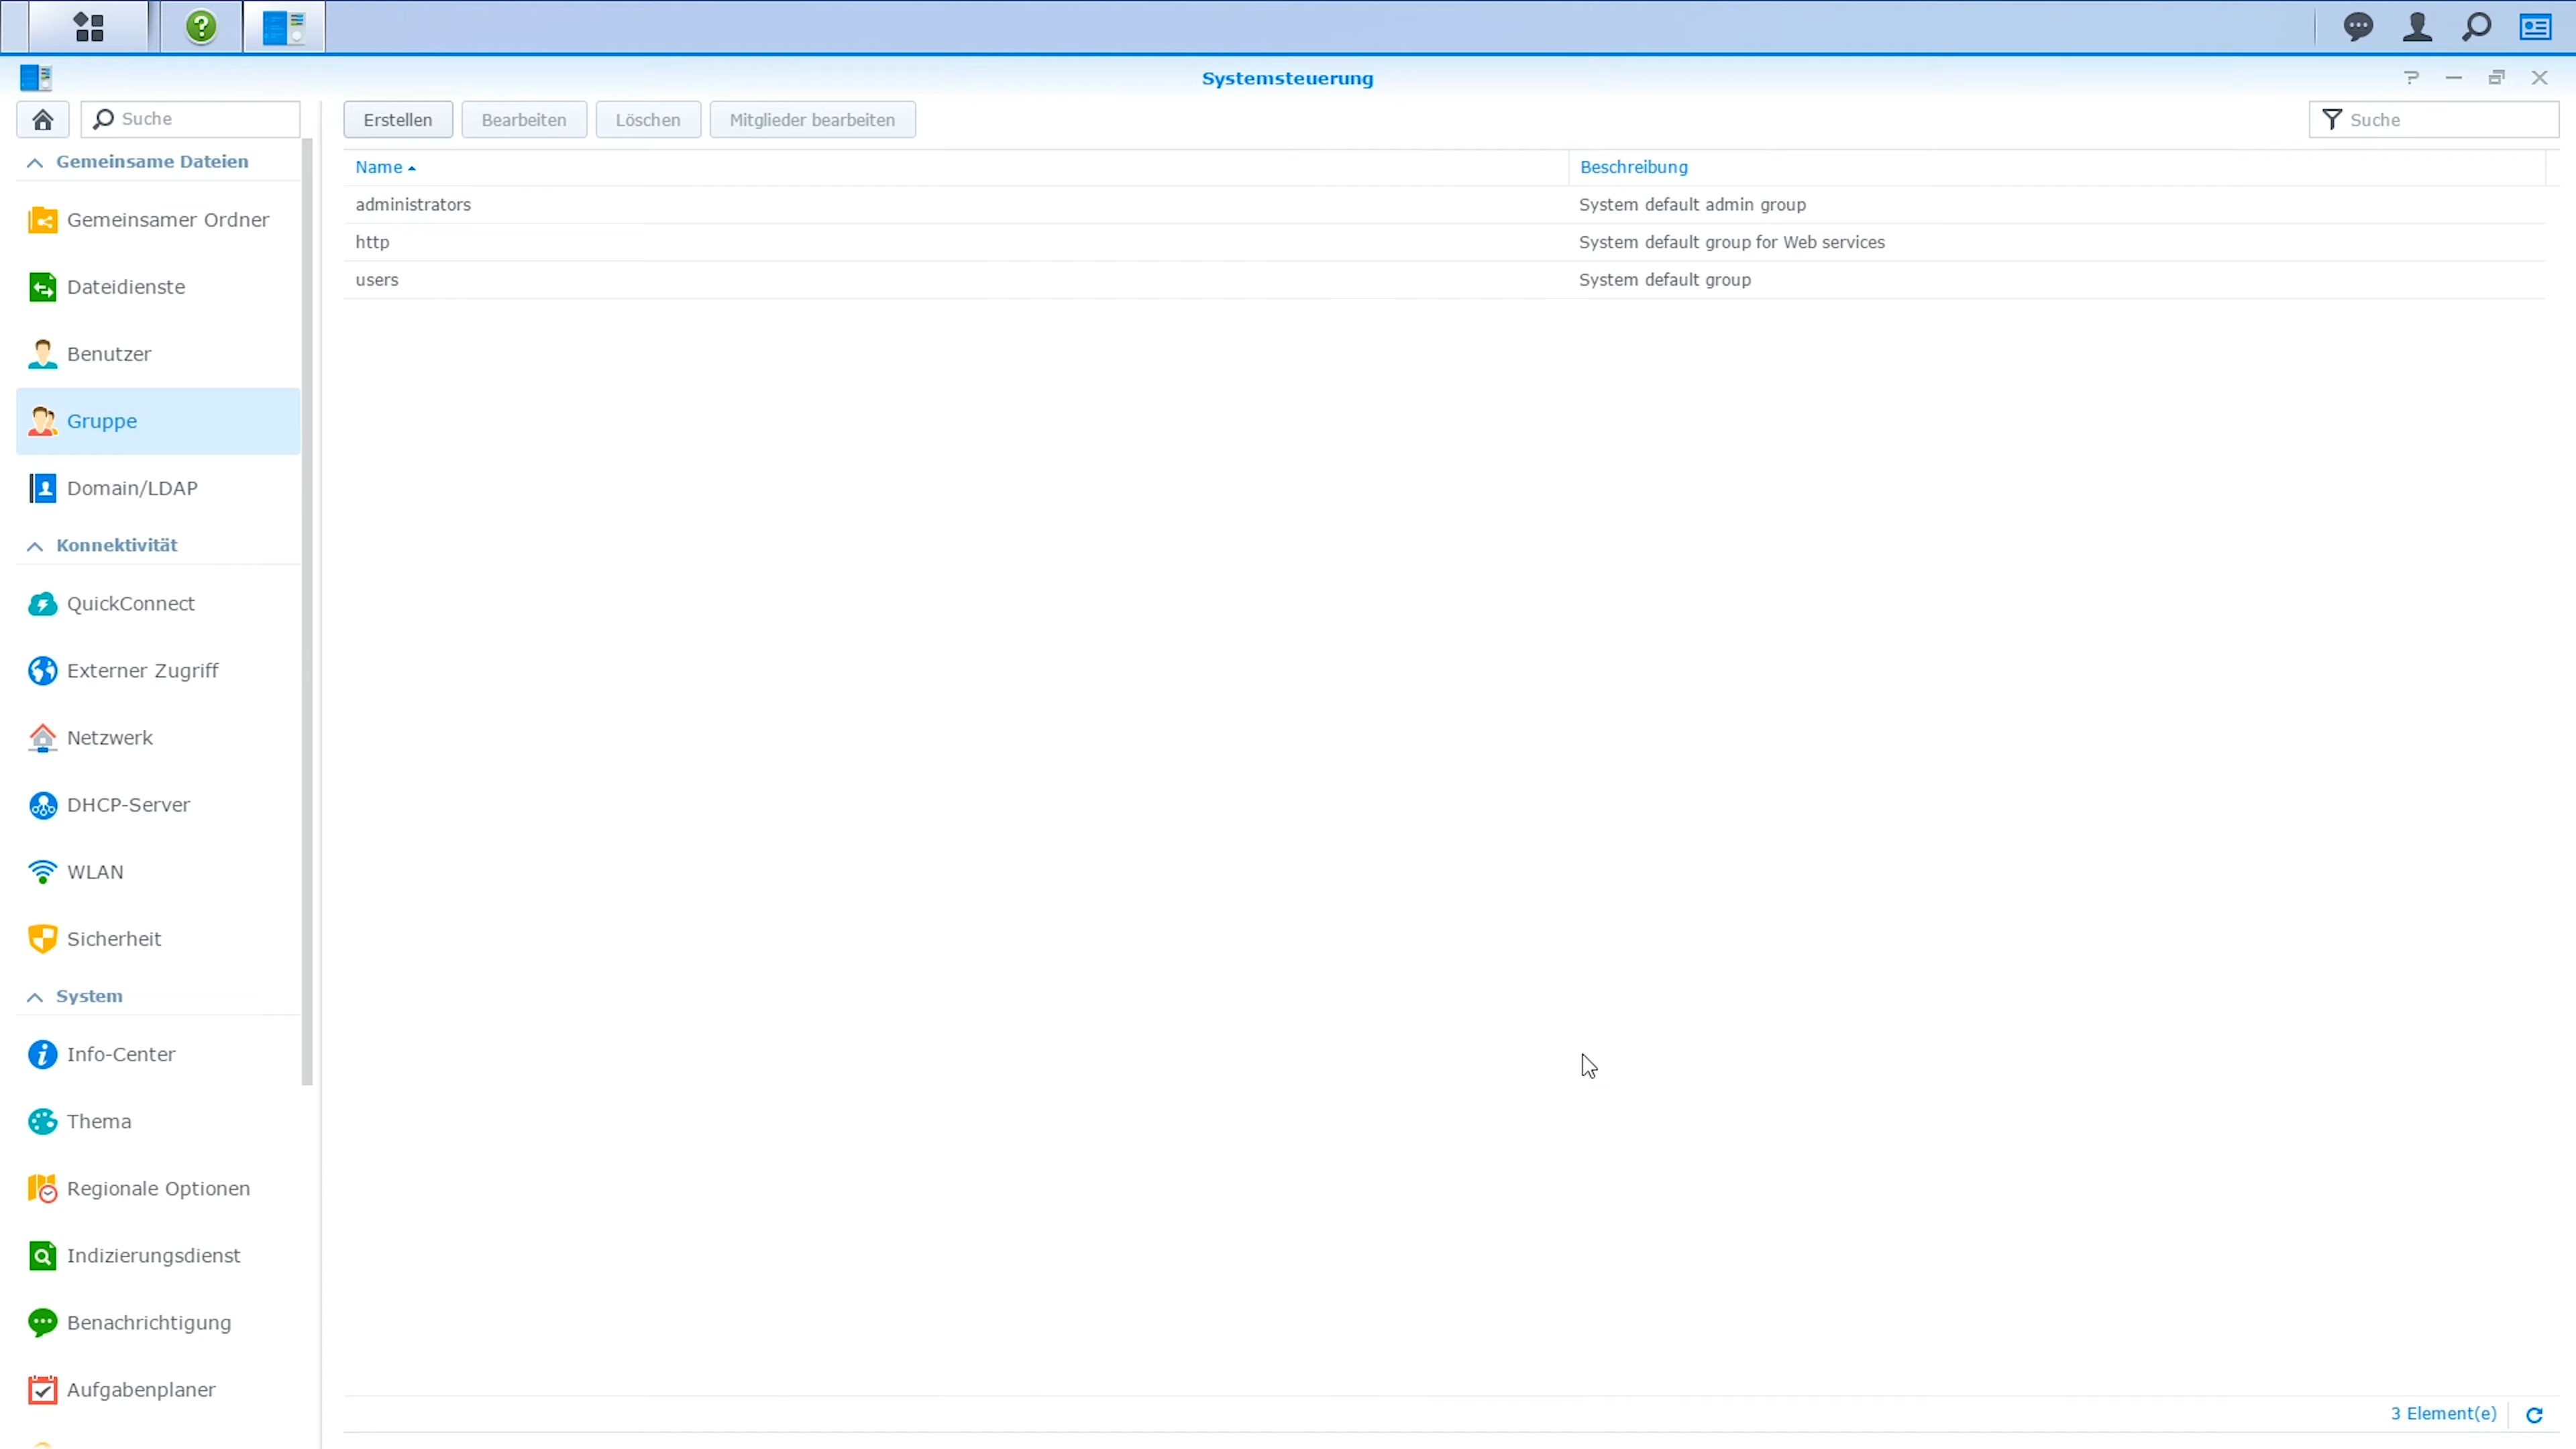 Systemsteuerung
Suche
Erstellen Bearbeiten Löschen Mitglieder bearbeiten Suche
Gemeinsame Dateien
Gemeinsamer Ordner
Dateidienste
Benutzer
Gruppe
Domain/LDAP
Konnektivität
QuickConnect
Externer Zugriff
Netzwerk
DHCP-Server
WLAN
Sicherheit
System
Info-Center
Thema
Regionale Optionen
Indizierungsdienst
Benachrichtigung
Aufgabenplaner
Name Beschreibung
administrators System default admin group
http System default group for Web services
users System default group
3 Element(e)